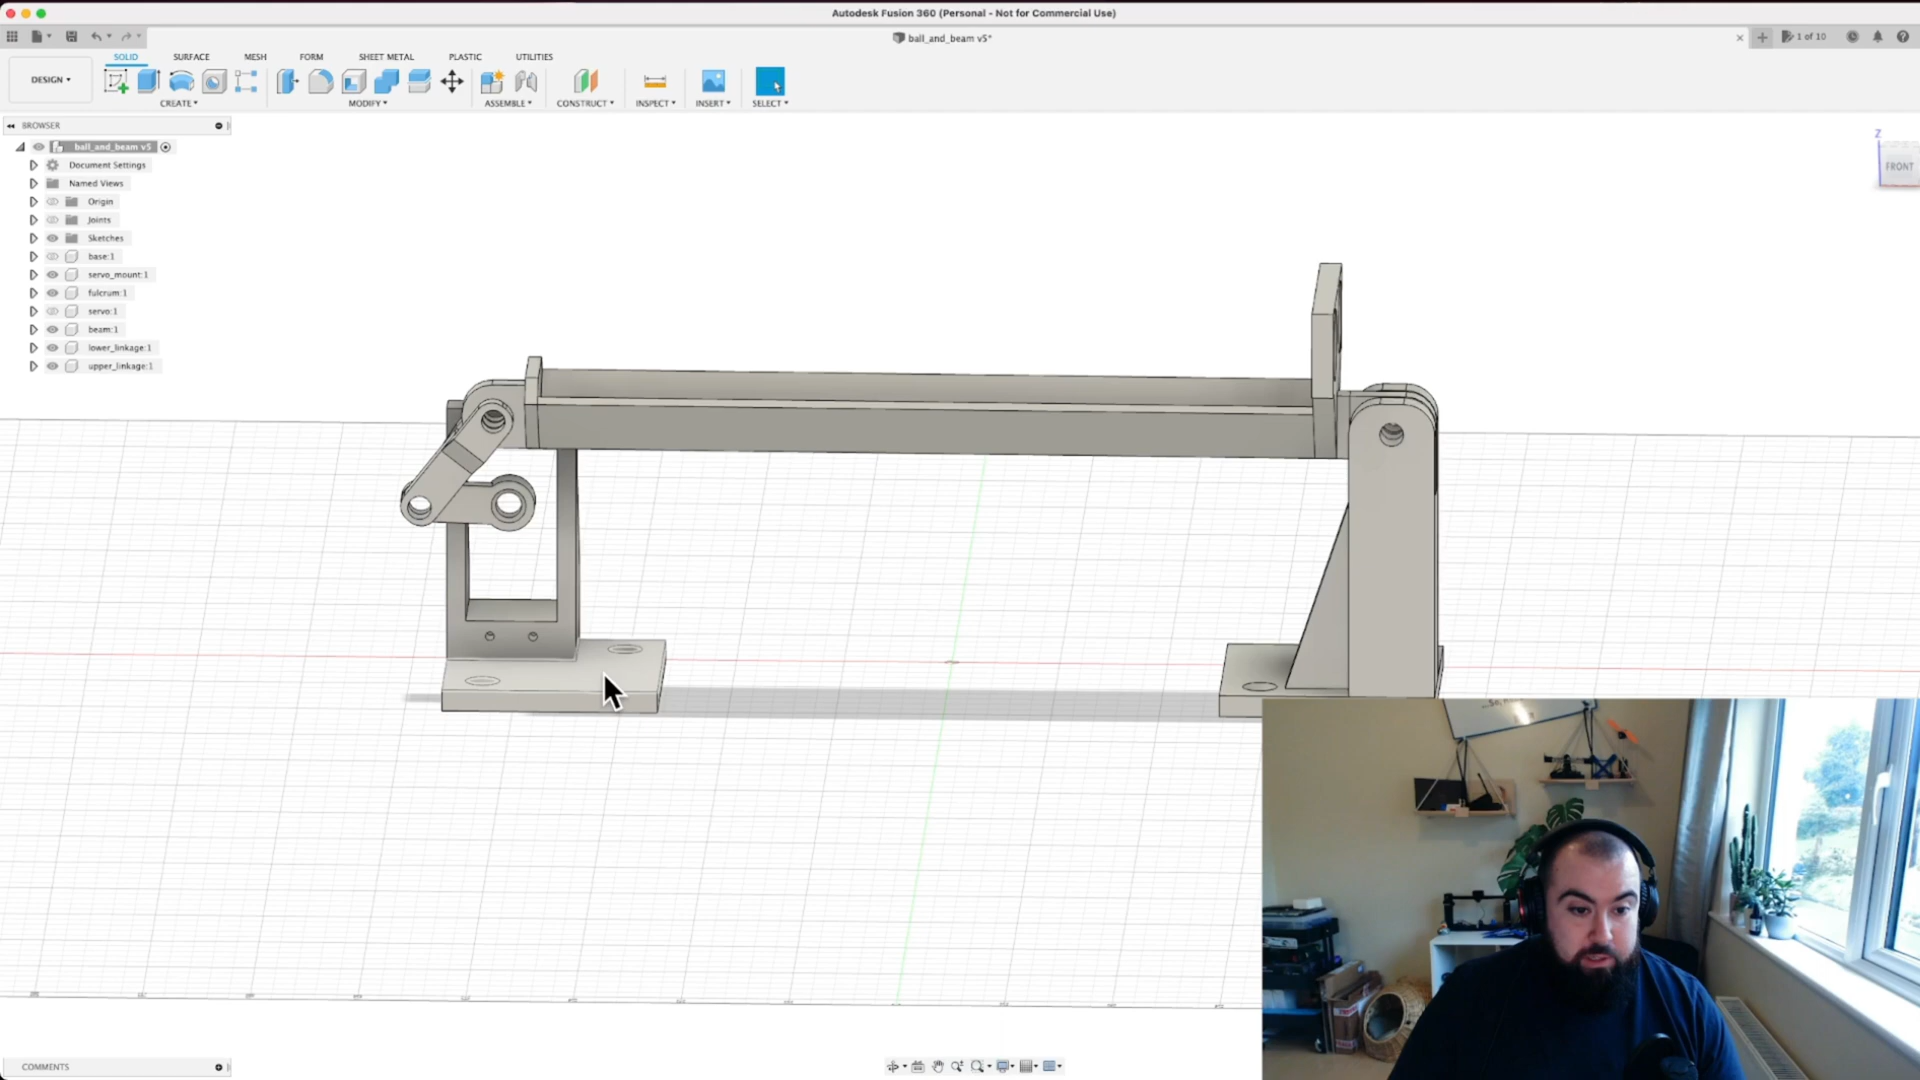 Autodesk Fusion 360 (Personal - Not for Commercial Use)
ball_and_beam v5*
1 of 10
DESIGN
SOLID SURFACE MESH FORM SHEET METAL PLASTIC UTILITIES
CREATE MODIFY ASSEMBLE CONSTRUCT INSPECT INSERT SELECT
BROWSER
ball_and_beam v5
Document Settings
Named Views
Origin
Joints
Sketches
base:1
servo_mount:1
fulcrum:1
servo:1
beam:1
lower_linkage:1
upper_linkage:1
Z
FRONT
COMMENTS